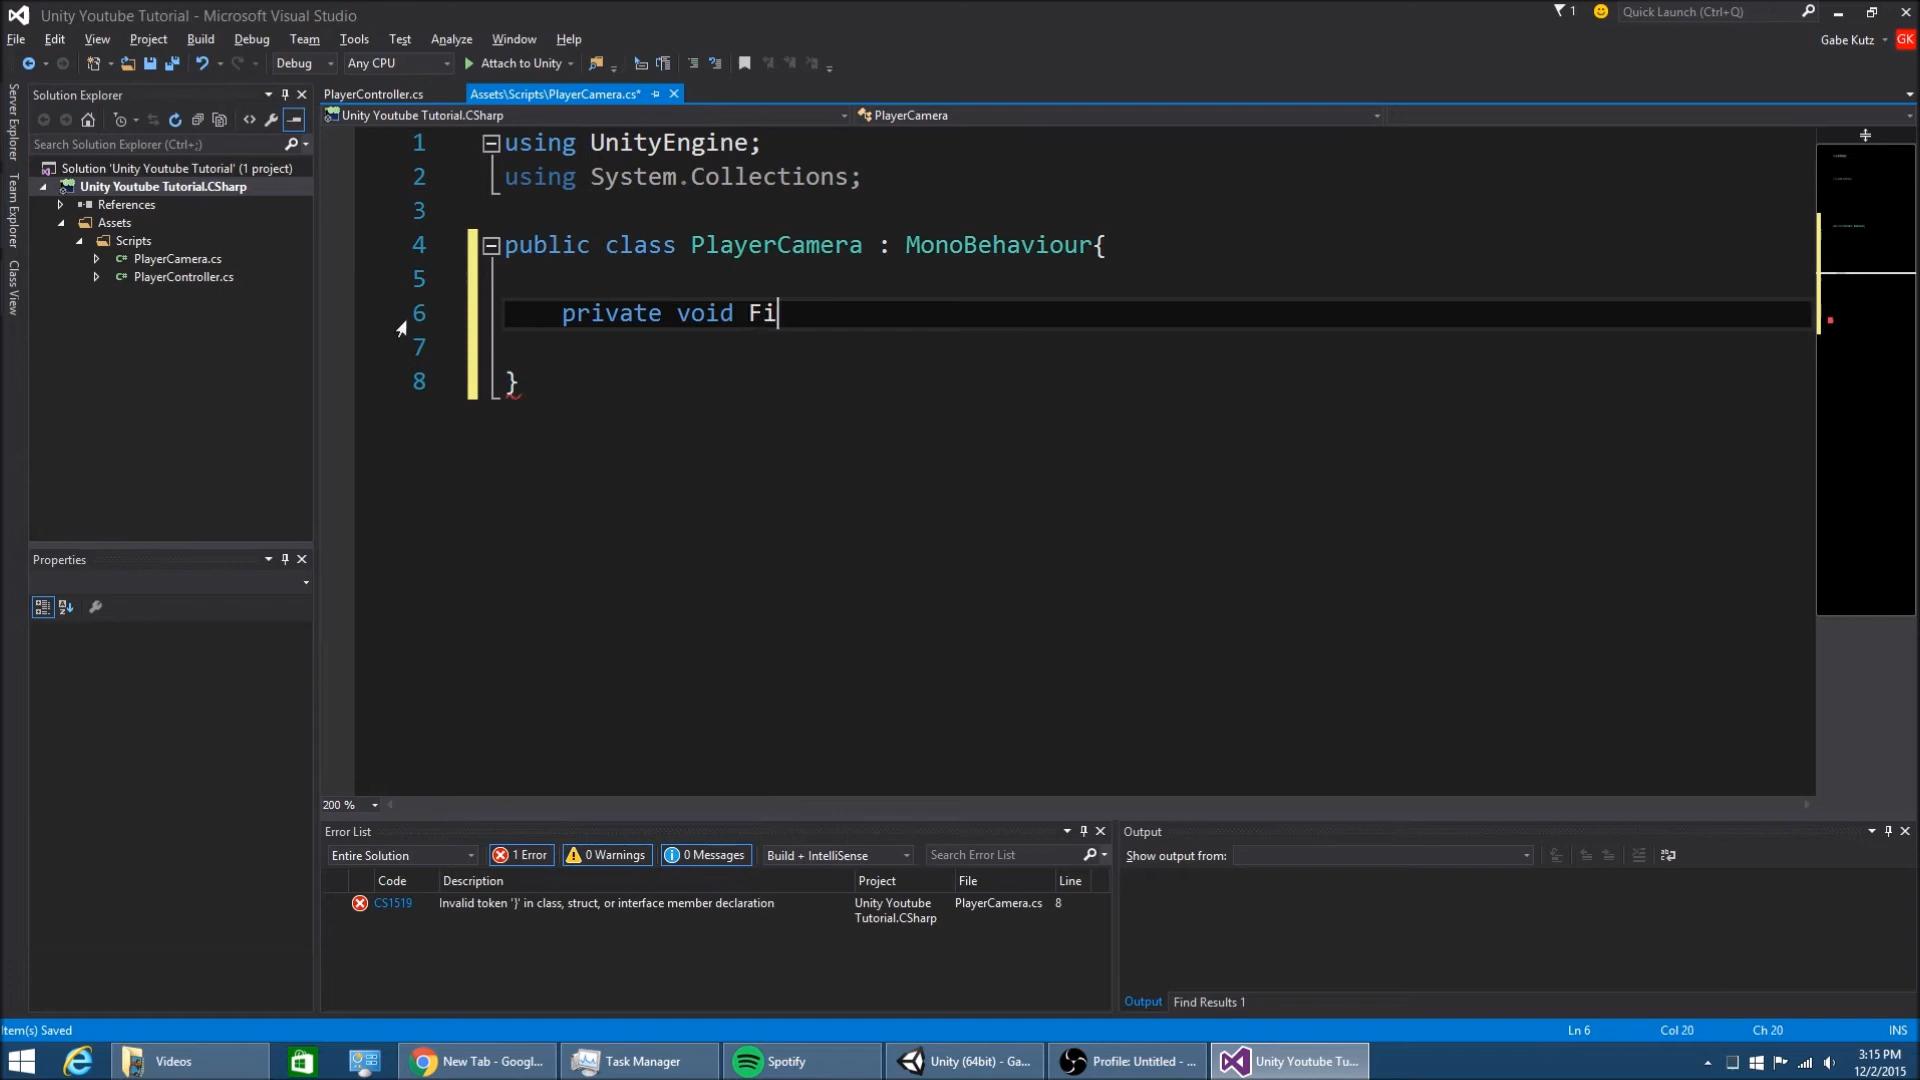 Unity Youtube Tutorial - Microsoft Visual Studio
1
Quick Launch (Ctrl+Q)
File Edit View Project Build Debug Team Tools Test Analyze Window Help
Gabe Kutz GK
Debug Any CPU Attach to Unity
Server Explorer
Team Explorer
Class View
Solution Explorer
Search Solution Explorer (Ctrl+;)
Solution 'Unity Youtube Tutorial' (1 project)
Unity Youtube Tutorial.CSharp
References
Assets
Scripts
C# PlayerCamera.cs
C# PlayerController.cs
Properties
PlayerController.cs Assets\Scripts\PlayerCamera.cs*
Unity Youtube Tutorial.CSharp PlayerCamera
1 using UnityEngine;
2 using System.Collections;
3
4 public class PlayerCamera : MonoBehaviour{
5
6 private void Fi
7
8 }
200 %
Error List
Entire Solution 1 Error 0 Warnings 0 Messages Build + IntelliSense Search Error List
Code Description Project File Line
CS1519 Invalid token '}' in class, struct, or interface member declaration Unity Youtube Tutorial.CSharp PlayerCamera.cs 8
Output
Show output from:
Output Find Results 1
Item(s) Saved Ln 6 Col 20 Ch 20 INS
Videos New Tab - Googl... Task Manager Spotify Unity (64bit) - Ga... Profile: Untitled - ... Unity Youtube Tu...
3:15 PM
12/2/2015